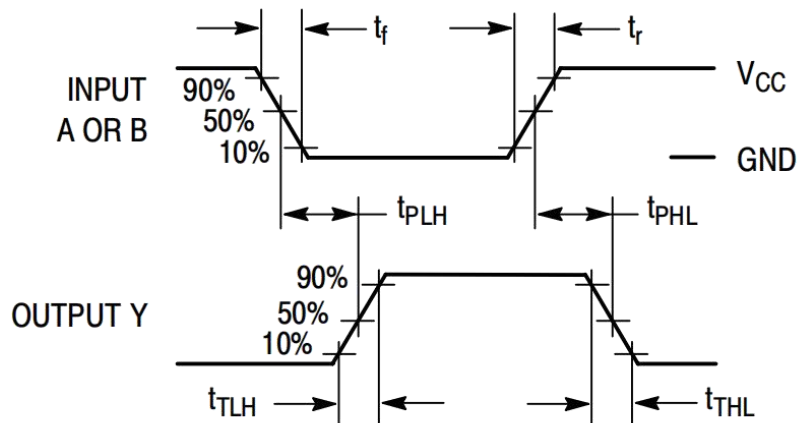 tf
tr
INPUT
A OR B
90%
50%
10%
VCC
GND
tPLH
tPHL
OUTPUT Y
90%
50%
10%
tTLH
tTHL